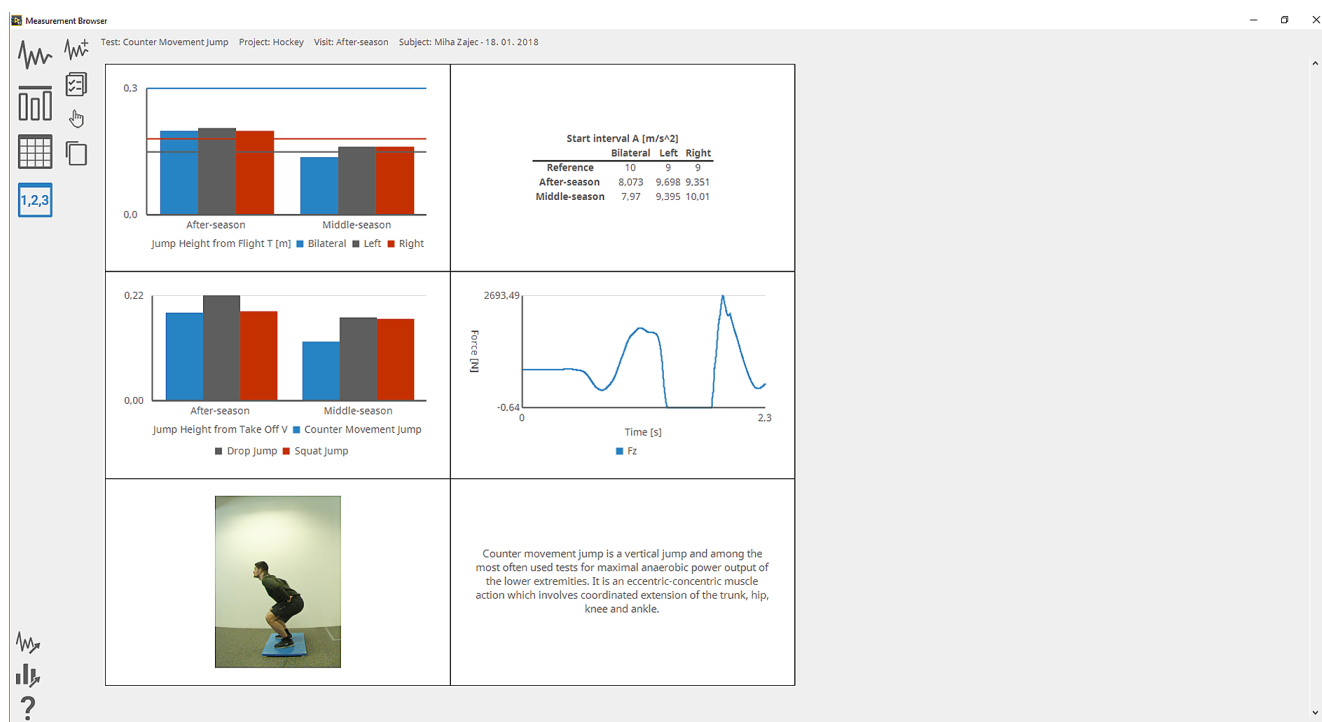 Measurement Browser
Test: Counter Movement Jump Project: Hockey Visit: After-season Subject: Miha Zajec - 18. 01. 2018
1,2,3
0,3
0,0
After-season Middle-season
Jump Height from Flight T [m] Bilateral Left Right
Start interval A [m/s^2]
Bilateral Left Right
Reference 10 9 9
After-season 8,073 9,698 9,351
Middle-season 7,97 9,395 10,01
0,22
0,00
After-season Middle-season
Jump Height from Take Off V Counter Movement Jump
Drop Jump Squat Jump
2693,49
Force [N]
-0.64
0 2.3
Time [s]
Fz
Counter movement jump is a vertical jump and among the
most often used tests for maximal anaerobic power output of
the lower extremities. It is an eccentric-concentric muscle
action which involves coordinated extension of the trunk, hip,
knee and ankle.
?